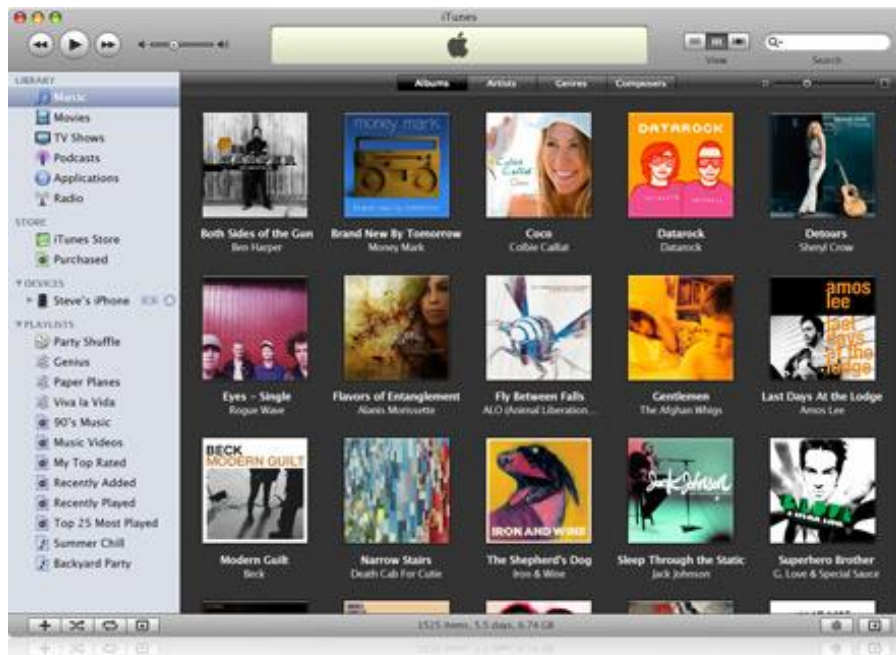 iTunes
View
Search
LIBRARY
Music
Movies
TV Shows
Podcasts
Applications
Radio
STORE
iTunes Store
Purchased
DEVICES
Steve's iPhone
PLAYLISTS
Party Shuffle
Genius
Paper Planes
Viva la Vida
90's Music
Music Videos
My Top Rated
Recently Added
Recently Played
Top 25 Most Played
Summer Chill
Backyard Party
Albums Artists Genres Composers
money mark
Colbie Caillat
Coco
DATAROCK
Both Sides of the Gun
Ben Harper
Brand New By Tomorrow
Money Mark
Coco
Colbie Caillat
Datarock
Datarock
Detours
Sheryl Crow
amos
lee
last
days
at the
lodge
Eyes - Single
Rogue Wave
Flavors of Entanglement
Alanis Morissette
Fly Between Falls
ALO (Animal Liberation...
Gentlemen
The Afghan Whigs
Last Days At the Lodge
Amos Lee
BECK
MODERN GUILT
IRON AND WINE
Jack Johnson
Modern Guilt
Beck
Narrow Stairs
Death Cab For Cutie
The Shepherd's Dog
Iron & Wine
Sleep Through the Static
Jack Johnson
Superhero Brother
G. Love & Special Sauce
1525 items, 5.5 days, 6.74 GB